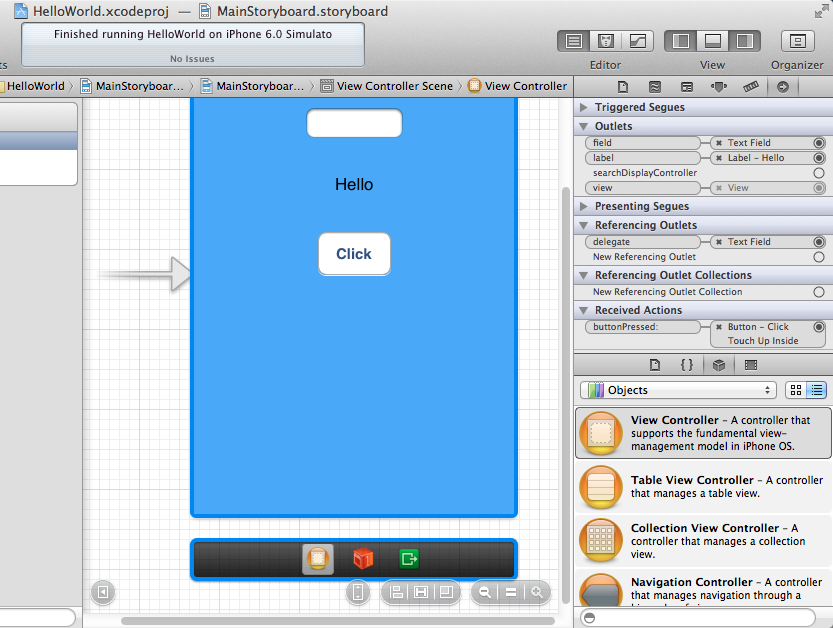 HelloWorld.xcodeproj — MainStoryboard.storyboard
Finished running HelloWorld on iPhone 6.0 Simulato
No Issues
Editor
View
Organizer
HelloWorld
MainStoryboar...
MainStoryboar...
View Controller Scene
View Controller
Hello
Click
Triggered Segues
Outlets
field
Text Field
label
Label – Hello
searchDisplayController
view
View
Presenting Segues
Referencing Outlets
delegate
Text Field
New Referencing Outlet
Referencing Outlet Collections
New Referencing Outlet Collection
Received Actions
buttonPressed:
Button – Click
Touch Up Inside
{ }
Objects
View Controller – A controller that
supports the fundamental view-
management model in iPhone OS.
Table View Controller – A controller
that manages a table view.
Collection View Controller – A
controller that manages a collection
view.
Navigation Controller – A controller
that manages navigation through a